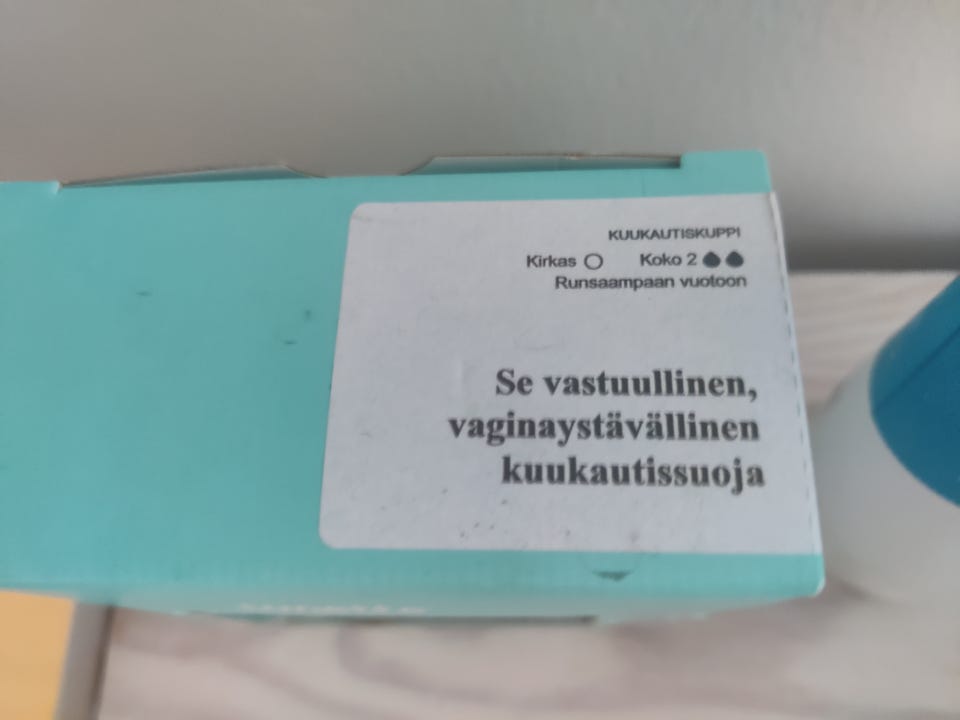 KUUKAUTISKUPPI
Kirkas Koko 2
Runsaampaan vuotoon
Se vastuullinen,
vaginaystävällinen
kuukautissuoja